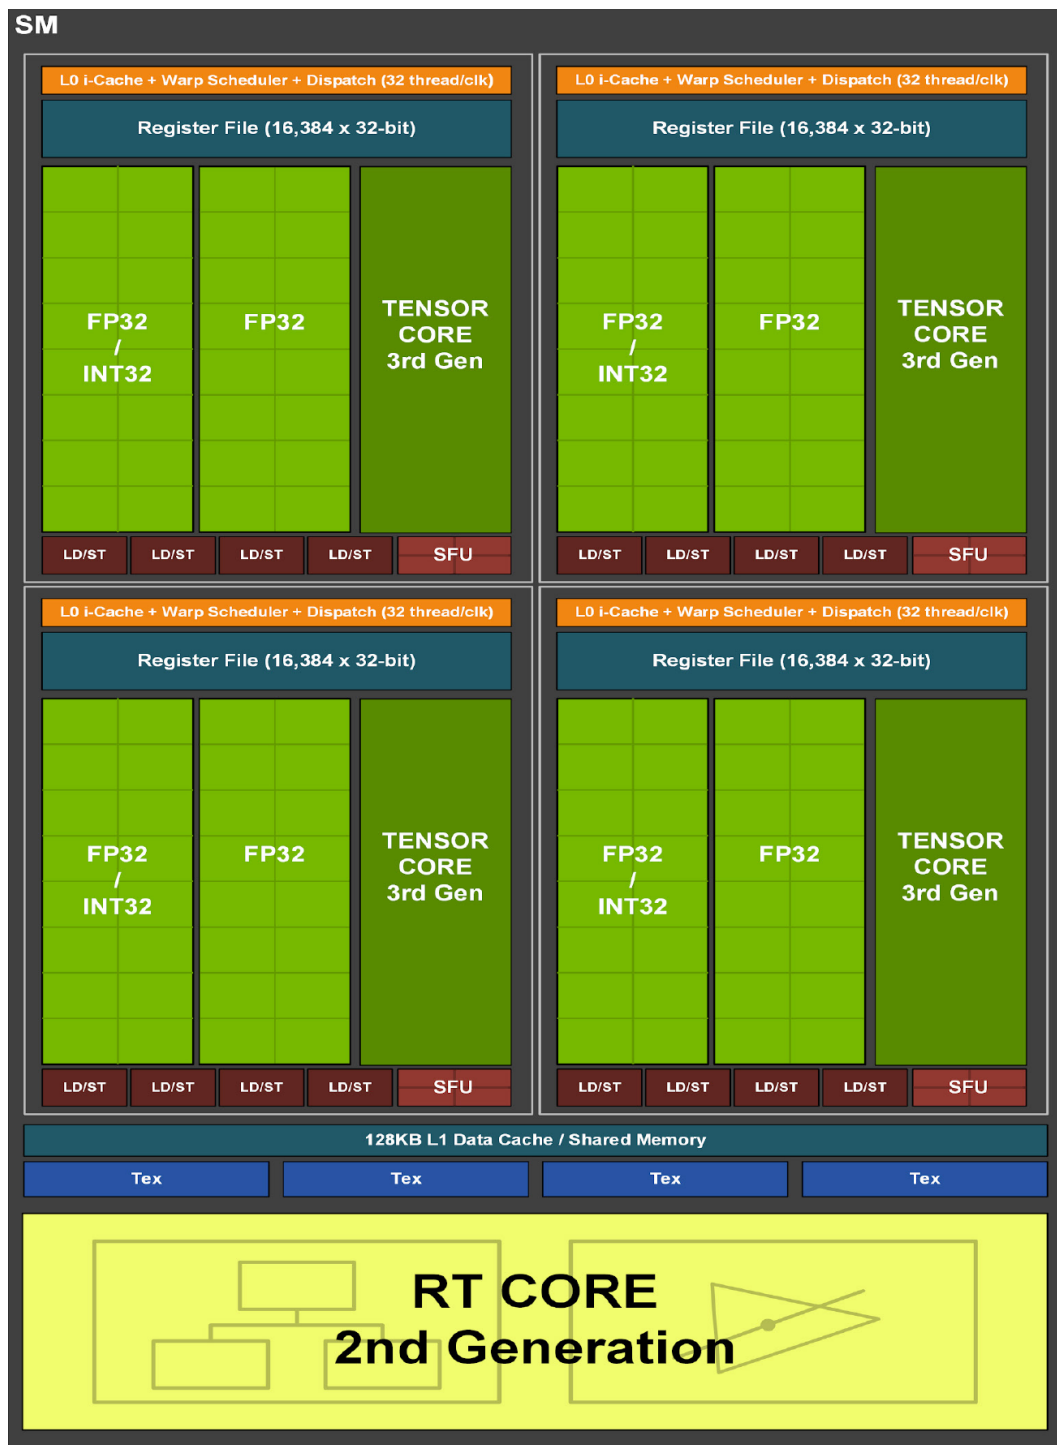 SM
L0 i-Cache + Warp Scheduler + Dispatch (32 thread/clk)
Register File (16,384 x 32-bit)
FP32
/
INT32
FP32
TENSOR
CORE
3rd Gen
LD/ST LD/ST LD/ST LD/ST SFU
L0 i-Cache + Warp Scheduler + Dispatch (32 thread/clk)
Register File (16,384 x 32-bit)
FP32
/
INT32
FP32
TENSOR
CORE
3rd Gen
LD/ST LD/ST LD/ST LD/ST SFU
L0 i-Cache + Warp Scheduler + Dispatch (32 thread/clk)
Register File (16,384 x 32-bit)
FP32
/
INT32
FP32
TENSOR
CORE
3rd Gen
LD/ST LD/ST LD/ST LD/ST SFU
L0 i-Cache + Warp Scheduler + Dispatch (32 thread/clk)
Register File (16,384 x 32-bit)
FP32
/
INT32
FP32
TENSOR
CORE
3rd Gen
LD/ST LD/ST LD/ST LD/ST SFU
128KB L1 Data Cache / Shared Memory
Tex Tex Tex Tex
RT CORE
2nd Generation